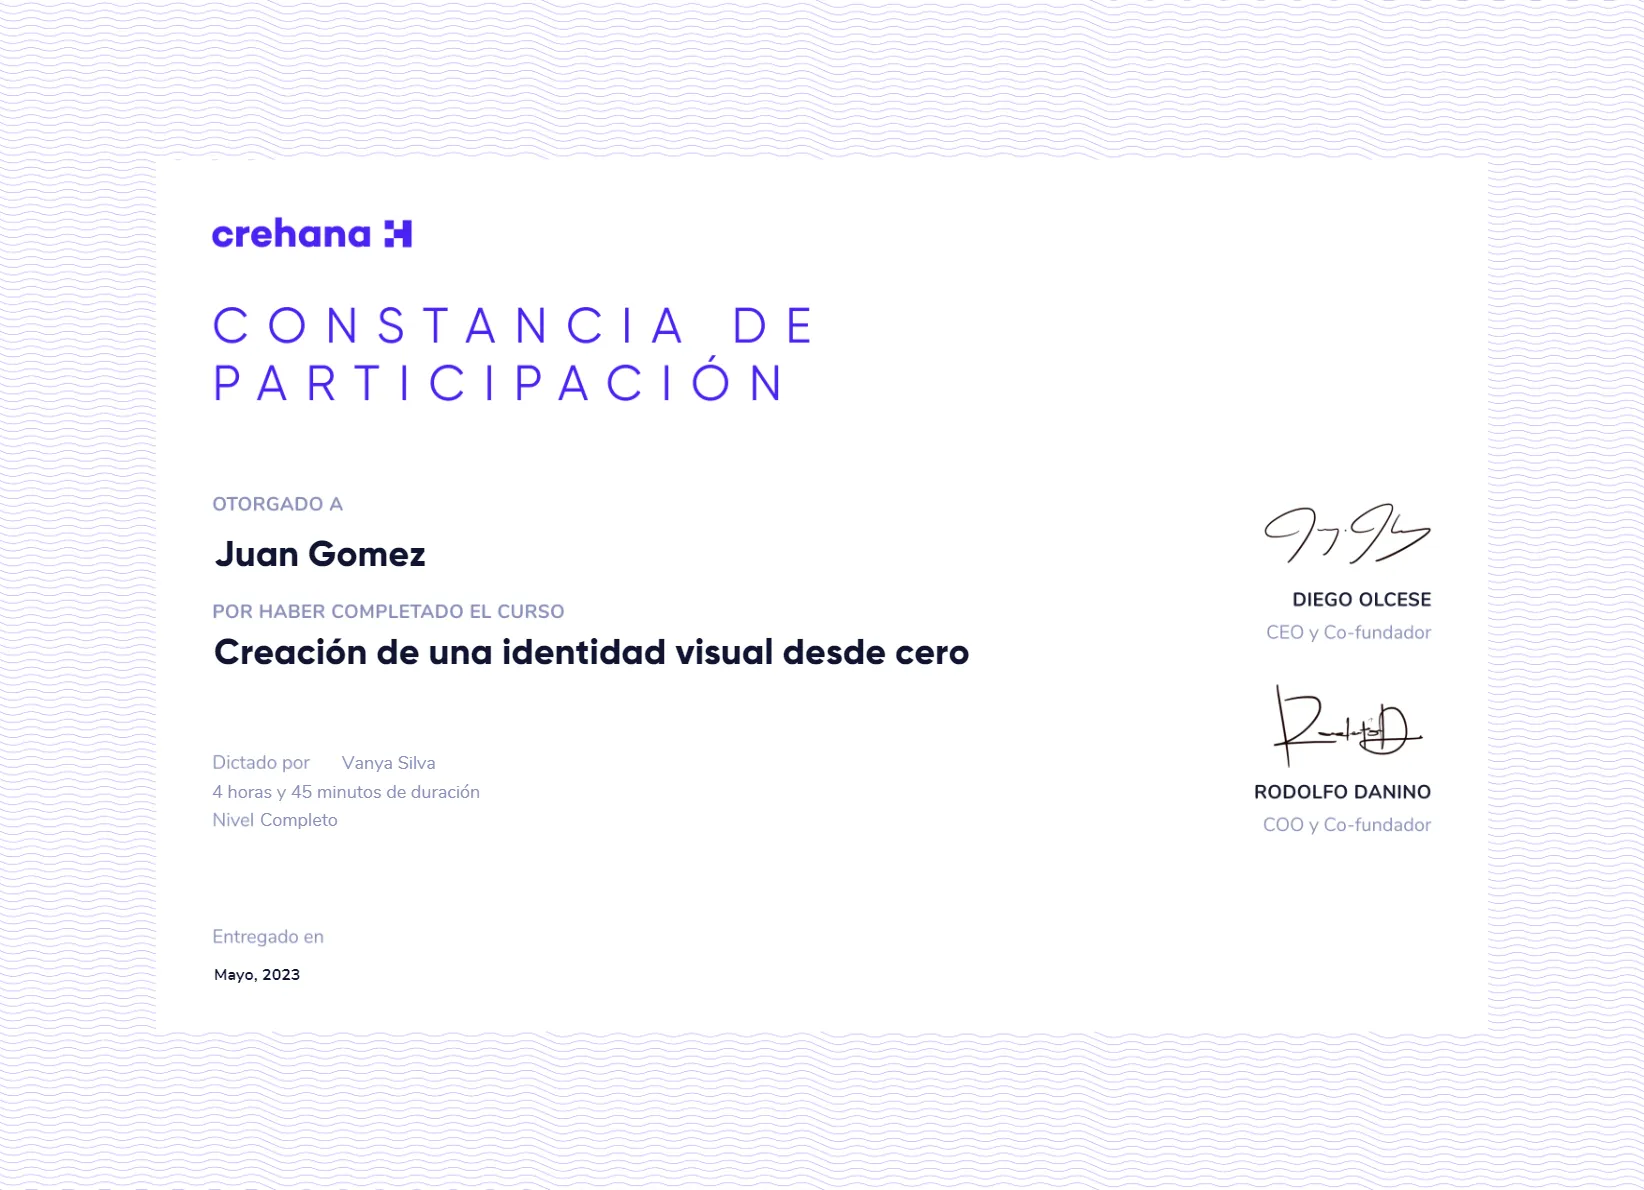 crehana
CONSTANCIA DE
PARTICIPACIÓN
OTORGADO A
Juan Gomez
POR HABER COMPLETADO EL CURSO
Creación de una identidad visual desde cero
Dictado por Vanya Silva
4 horas y 45 minutos de duración
Nivel Completo
Entregado en
Mayo, 2023
DIEGO OLCESE
CEO y Co-fundador
RODOLFO DANINO
COO y Co-fundador